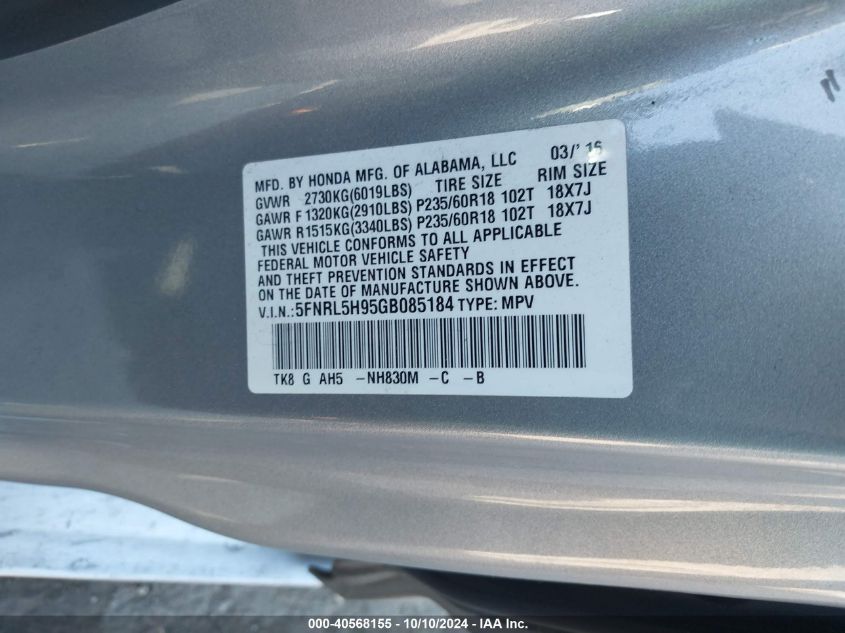 MFD. BY HONDA MFG. OF ALABAMA, LLC 03/'16
GVWR 2730KG(6019LBS) TIRE SIZE RIM SIZE
GAWR F 1320KG(2910LBS) P235/60R18 102T 18X7J
GAWR R1515KG(3340LBS) P235/60R18 102T 18X7J
THIS VEHICLE CONFORMS TO ALL APPLICABLE
FEDERAL MOTOR VEHICLE SAFETY
AND THEFT PREVENTION STANDARDS IN EFFECT
ON THE DATE OF MANUFACTURE SHOWN ABOVE.
V.I.N.:5FNRL5H95GB085184 TYPE: MPV
TK8 G AH5 -NH830M -C -B
000-40568155 - 10/10/2024 - IAA Inc.